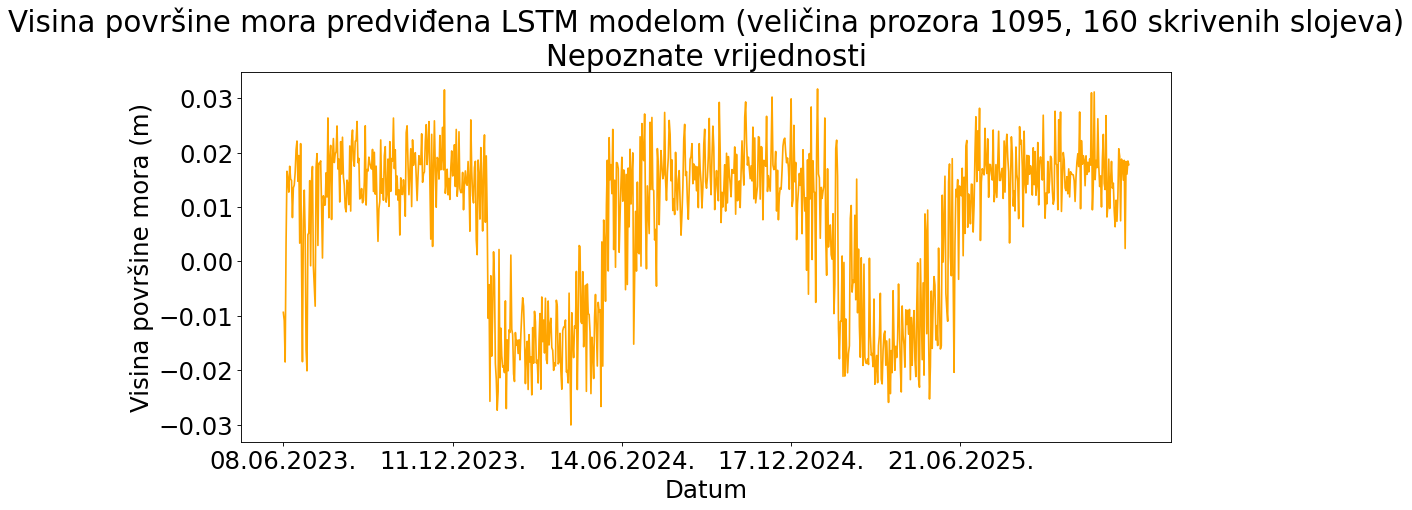 Visina površine mora predviđena LSTM modelom (veličina prozora 1095, 160 skrivenih slojeva)
Nepoznate vrijednosti
Visina površine mora (m)
0.03
0.02
0.01
0.00
−0.01
−0.02
−0.03
08.06.2023. 11.12.2023. 14.06.2024. 17.12.2024. 21.06.2025.
Datum